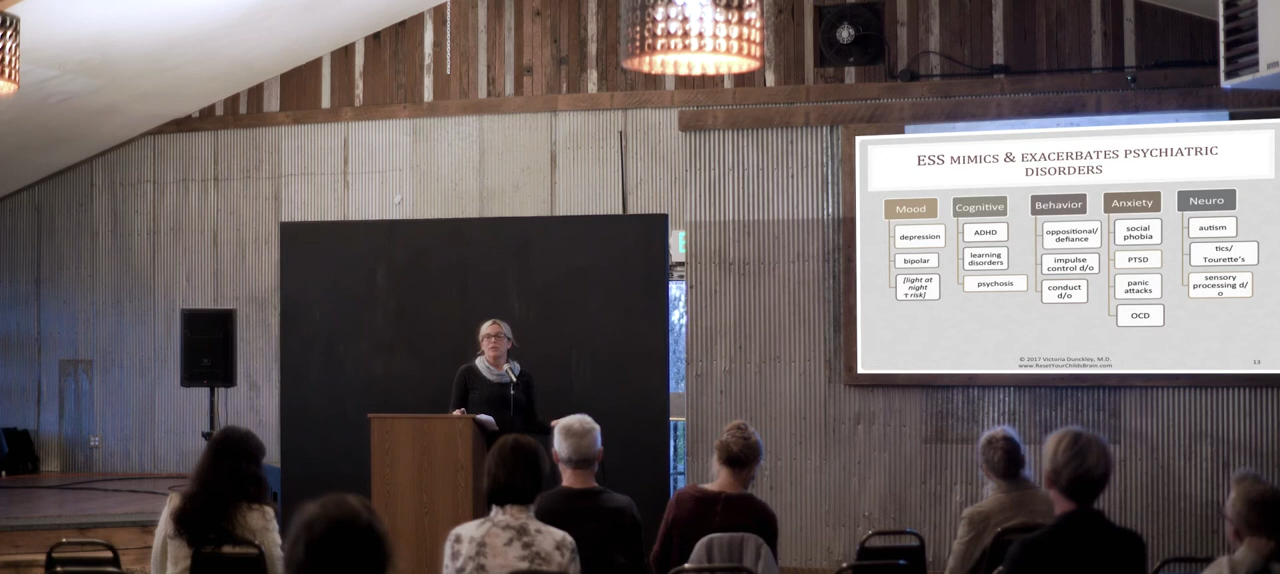 ESS MIMICS & EXACERBATES PSYCHIATRIC
DISORDERS
Mood
depression
bipolar
[light at
night
↑risk]
Cognitive
ADHD
learning
disorders
psychosis
Behavior
oppositional/
defiance
impulse
control d/o
conduct
d/o
Anxiety
social
phobia
PTSD
panic
attacks
OCD
Neuro
autism
tics/
Tourette's
sensory
processing d/
o
© 2017 Victoria Dunckley, M.D.
www.ResetYourChildsBrain.com
13